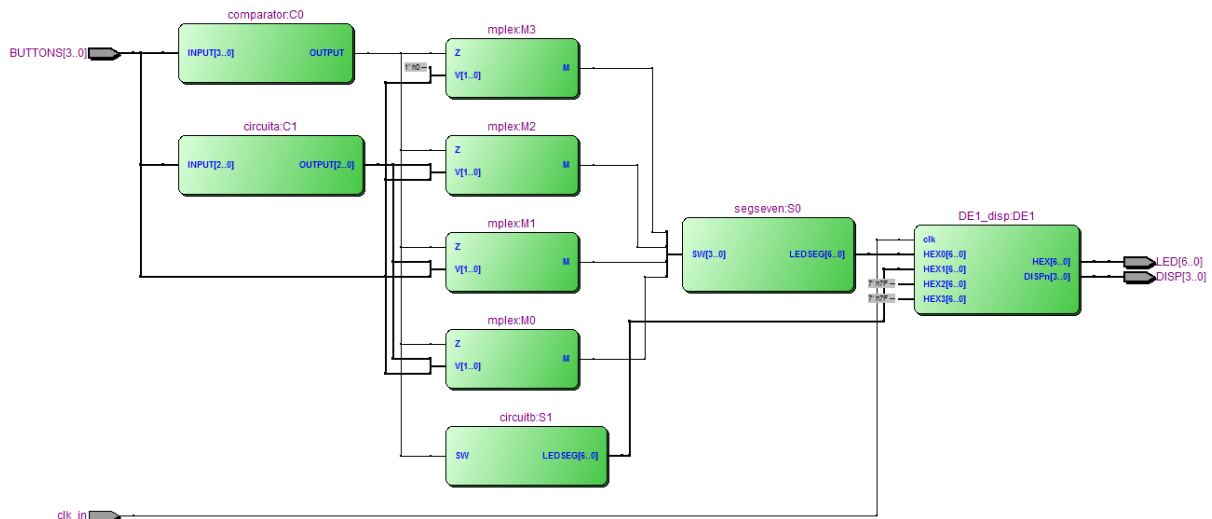 comparator:C0
BUTTONS[3..0]
INPUT[3..0] OUTPUT
mplex:M3
1' h0 --
Z
V[1..0]
M
circuita:C1
INPUT[2..0] OUTPUT[2..0]
mplex:M2
Z
V[1..0]
M
mplex:M1
Z
V[1..0]
M
mplex:M0
Z
V[1..0]
M
circuitb:S1
SW LEDSEG[6..0]
segseven:S0
SW[3..0] LEDSEG[6..0]
DE1_disp:DE1
clk
HEX0[6..0]
HEX1[6..0]
7' h7F --
HEX2[6..0]
7' h7F --
HEX3[6..0]
HEX[6..0]
DISPn[3..0]
LED[6..0]
DISP[3..0]
clk_in